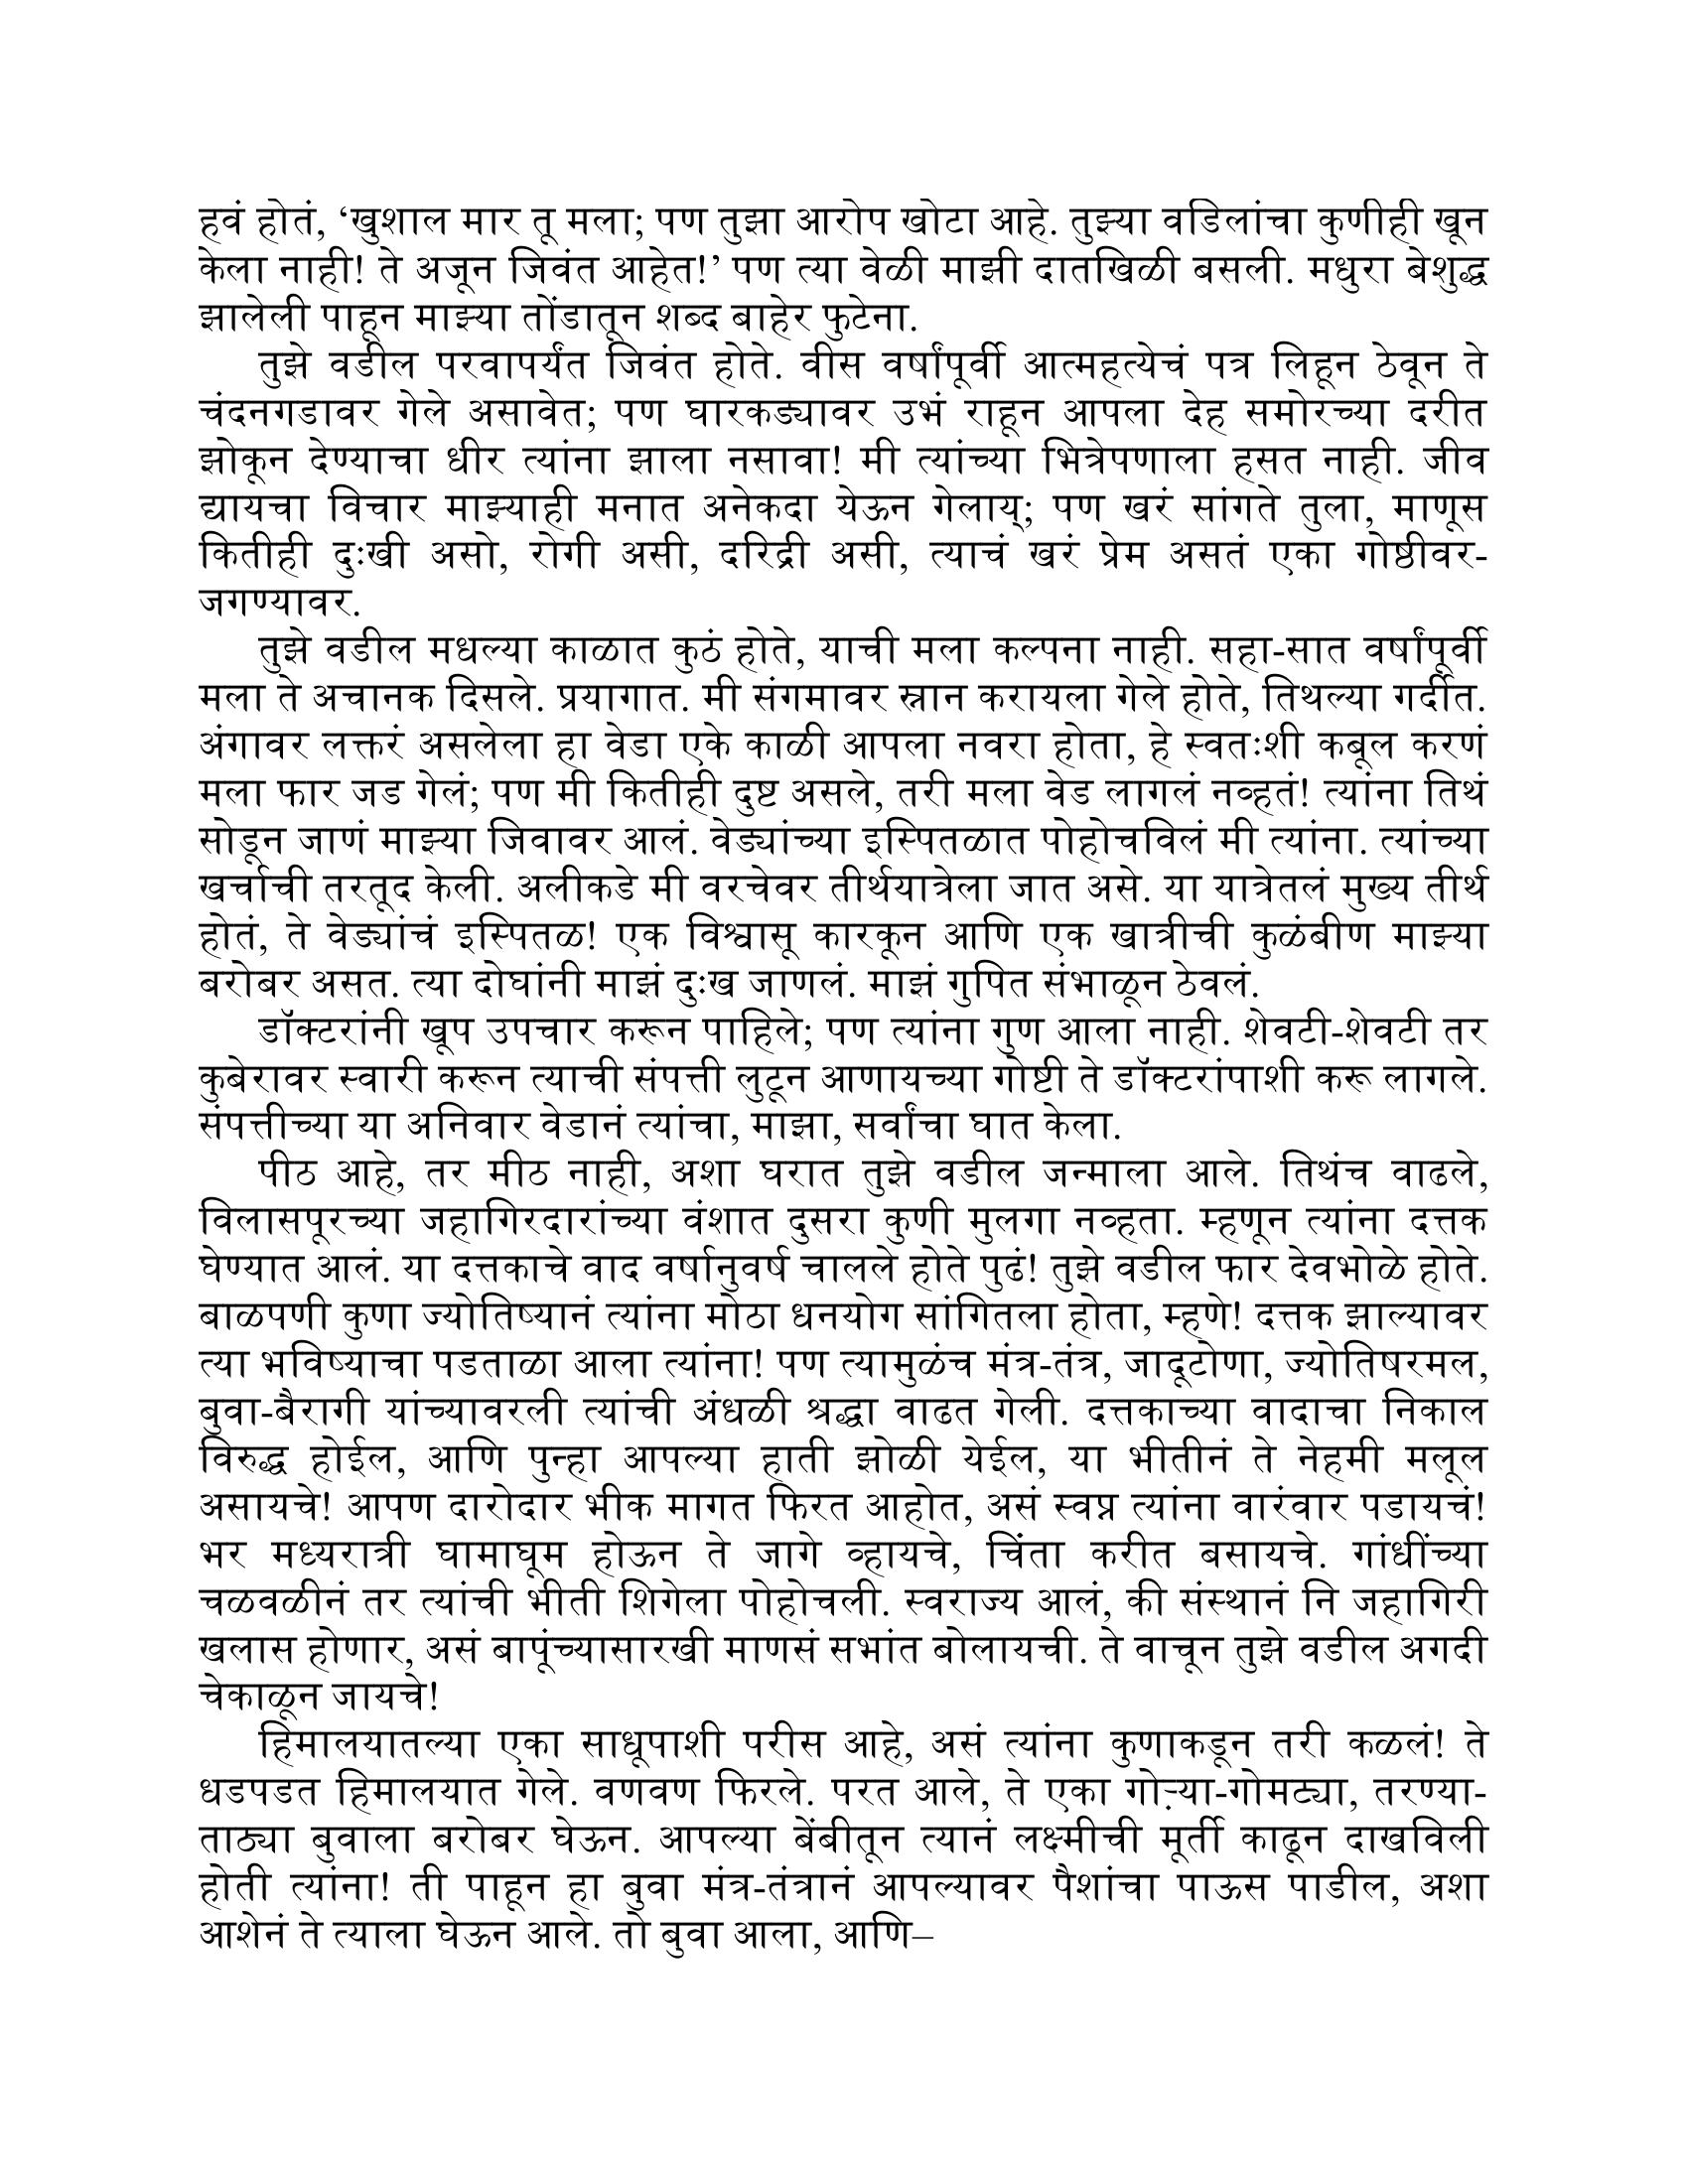 हवं होतं, ‘खुशाल मार तू मला; पण तुझा आरोप खोटा आहे. तुझ्या वडिलांचा कुणीही खून
केला नाही! ते अजून जिवंत आहेत!’ पण त्या वेळी माझी दातखिळी बसली. मधुरा बेशुद्ध
झालेली पाहून माझ्या तोंडातून शब्द बाहेर फुटेना.
तुझे वडील परवापर्यंत जिवंत होते. वीस वर्षांपूर्वी आत्महत्येचं पत्र लिहून ठेवून ते
चंदनगडावर गेले असावेत; पण घारकड्यावर उभं राहून आपला देह समोरच्या दरीत
झोकून देण्याचा धीर त्यांना झाला नसावा! मी त्यांच्या भित्रेपणाला हसत नाही. जीव
द्यायचा विचार माझ्याही मनात अनेकदा येऊन गेलाय्; पण खरं सांगते तुला, माणूस
कितीही दुःखी असो, रोगी असी, दरिद्री असी, त्याचं खरं प्रेम असतं एका गोष्ठीवर-
जगण्यावर.
तुझे वडील मधल्या काळात कुठं होते, याची मला कल्पना नाही. सहा-सात वर्षांपूर्वी
मला ते अचानक दिसले. प्रयागात. मी संगमावर स्नान करायला गेले होते, तिथल्या गर्दीत.
अंगावर लक्तरं असलेला हा वेडा एके काळी आपला नवरा होता, हे स्वतःशी कबूल करणं
मला फार जड गेलं; पण मी कितीही दुष्ट असले, तरी मला वेड लागलं नव्हतं! त्यांना तिथं
सोडून जाणं माझ्या जिवावर आलं. वेड्यांच्या इस्पितळात पोहोचविलं मी त्यांना. त्यांच्या
खर्चाची तरतूद केली. अलीकडे मी वरचेवर तीर्थयात्रेला जात असे. या यात्रेतलं मुख्य तीर्थ
होतं, ते वेड्यांचं इस्पितळ! एक विश्वासू कारकून आणि एक खात्रीची कुळंबीण माझ्या
बरोबर असत. त्या दोघांनी माझं दुःख जाणलं. माझं गुपित संभाळून ठेवलं.
डॉक्टरांनी खूप उपचार करून पाहिले; पण त्यांना गुण आला नाही. शेवटी-शेवटी तर
कुबेरावर स्वारी करून त्याची संपत्ती लुटून आणायच्या गोष्टी ते डॉक्टरांपाशी करू लागले.
संपत्तीच्या या अनिवार वेडानं त्यांचा, माझा, सर्वांचा घात केला.
पीठ आहे, तर मीठ नाही, अशा घरात तुझे वडील जन्माला आले. तिथंच वाढले,
विलासपूरच्या जहागिरदारांच्या वंशात दुसरा कुणी मुलगा नव्हता. म्हणून त्यांना दत्तक
घेण्यात आलं. या दत्तकाचे वाद वर्षानुवर्ष चालले होते पुढं! तुझे वडील फार देवभोळे होते.
बाळपणी कुणा ज्योतिष्यानं त्यांना मोठा धनयोग सांगितला होता, म्हणे! दत्तक झाल्यावर
त्या भविष्याचा पडताळा आला त्यांना! पण त्यामुळंच मंत्र-तंत्र, जादूटोणा, ज्योतिषरमल,
बुवा-बैरागी यांच्यावरली त्यांची अंधळी श्रद्धा वाढत गेली. दत्तकाच्या वादाचा निकाल
विरुद्ध होईल, आणि पुन्हा आपल्या हाती झोळी येईल, या भीतीनं ते नेहमी मलूल
असायचे! आपण दारोदार भीक मागत फिरत आहोत, असं स्वप्न त्यांना वारंवार पडायचं!
भर मध्यरात्री घामाघूम होऊन ते जागे व्हायचे, चिंता करीत बसायचे. गांधींच्या
चळवळीनं तर त्यांची भीती शिगेला पोहोचली. स्वराज्य आलं, की संस्थानं नि जहागिरी
खलास होणार, असं बापूंच्यासारखी माणसं सभांत बोलायची. ते वाचून तुझे वडील अगदी
चेकाळून जायचे!
हिमालयातल्या एका साधूपाशी परीस आहे, असं त्यांना कुणाकडून तरी कळलं! ते
धडपडत हिमालयात गेले. वणवण फिरले. परत आले, ते एका गोऱ्या-गोमट्या, तरण्या-
ताठ्या बुवाला बरोबर घेऊन. आपल्या बेंबीतून त्यानं लक्ष्मीची मूर्ती काढून दाखविली
होती त्यांना! ती पाहून हा बुवा मंत्र-तंत्रानं आपल्यावर पैशांचा पाऊस पाडील, अशा
आशेनं ते त्याला घेऊन आले. तो बुवा आला, आणि–